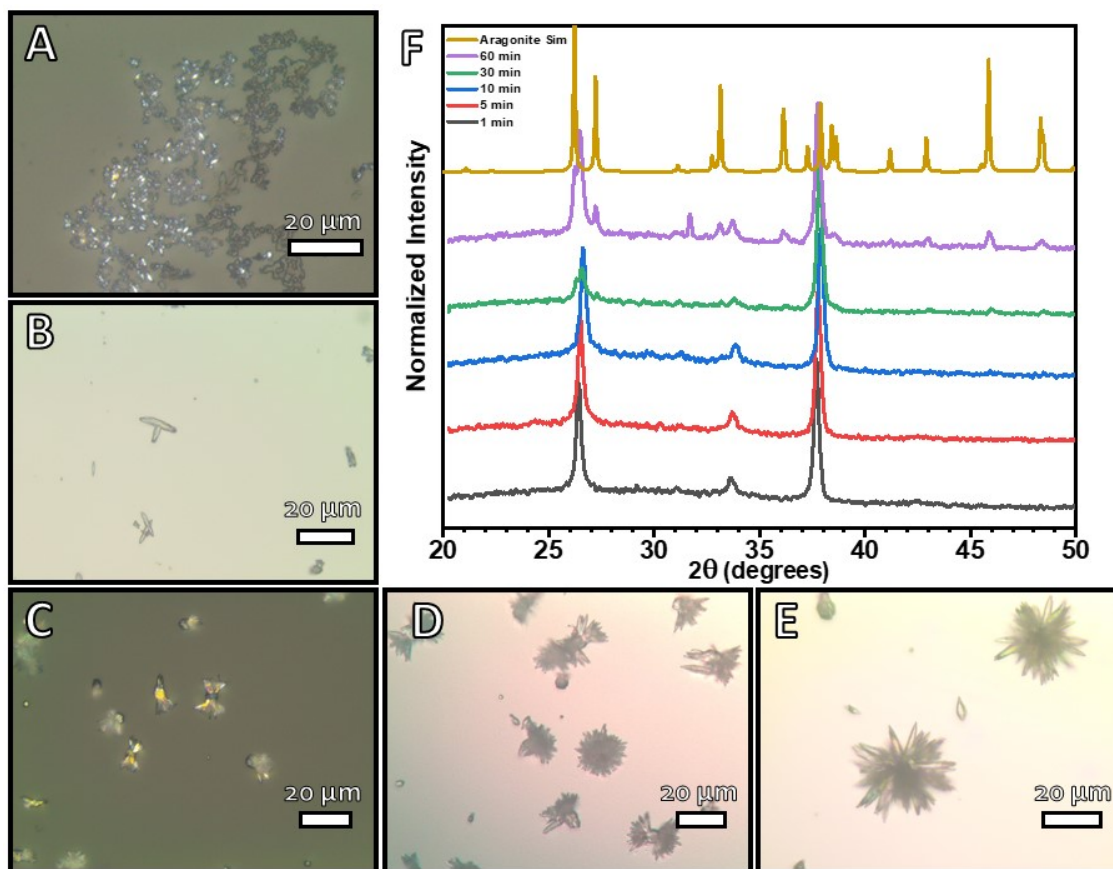 A
20 µm
B
20 µm
C
20 µm
D
20 µm
E
20 µm
F
Aragonite Sim
60 min
30 min
10 min
5 min
1 min
Normalized Intensity
20 25 30 35 40 45 50
2θ (degrees)